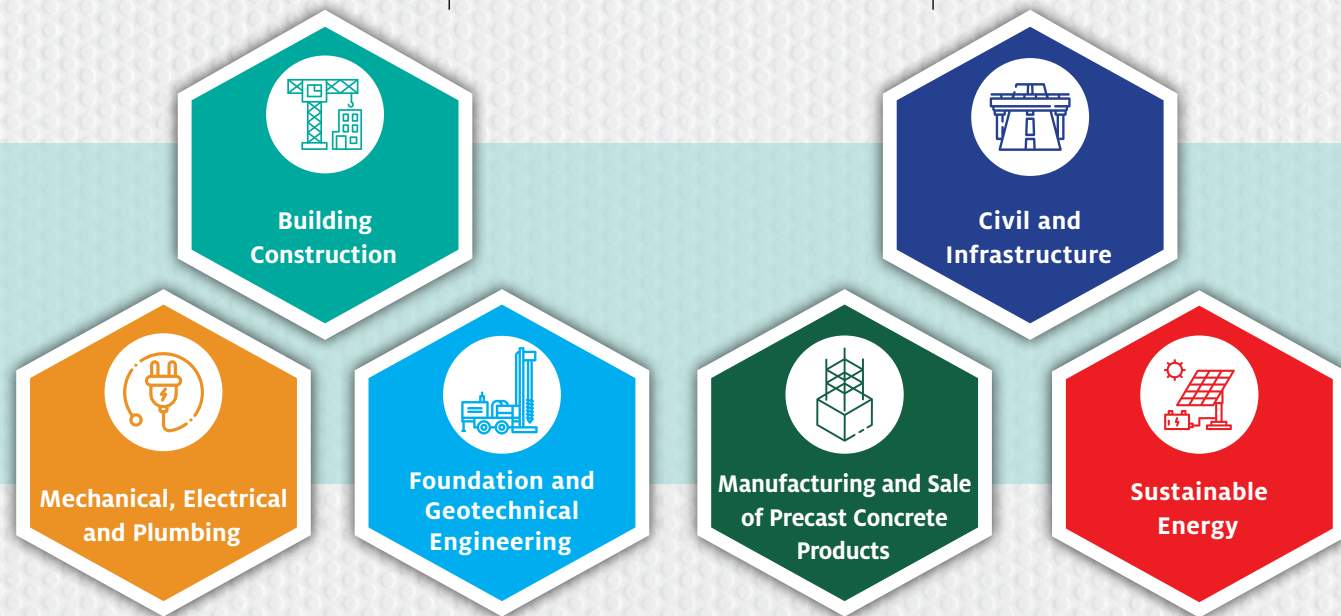 Building
Construction
Civil and
Infrastructure
Mechanical, Electrical
and Plumbing
Foundation and
Geotechnical
Engineering
Manufacturing and Sale
of Precast Concrete
Products
Sustainable
Energy